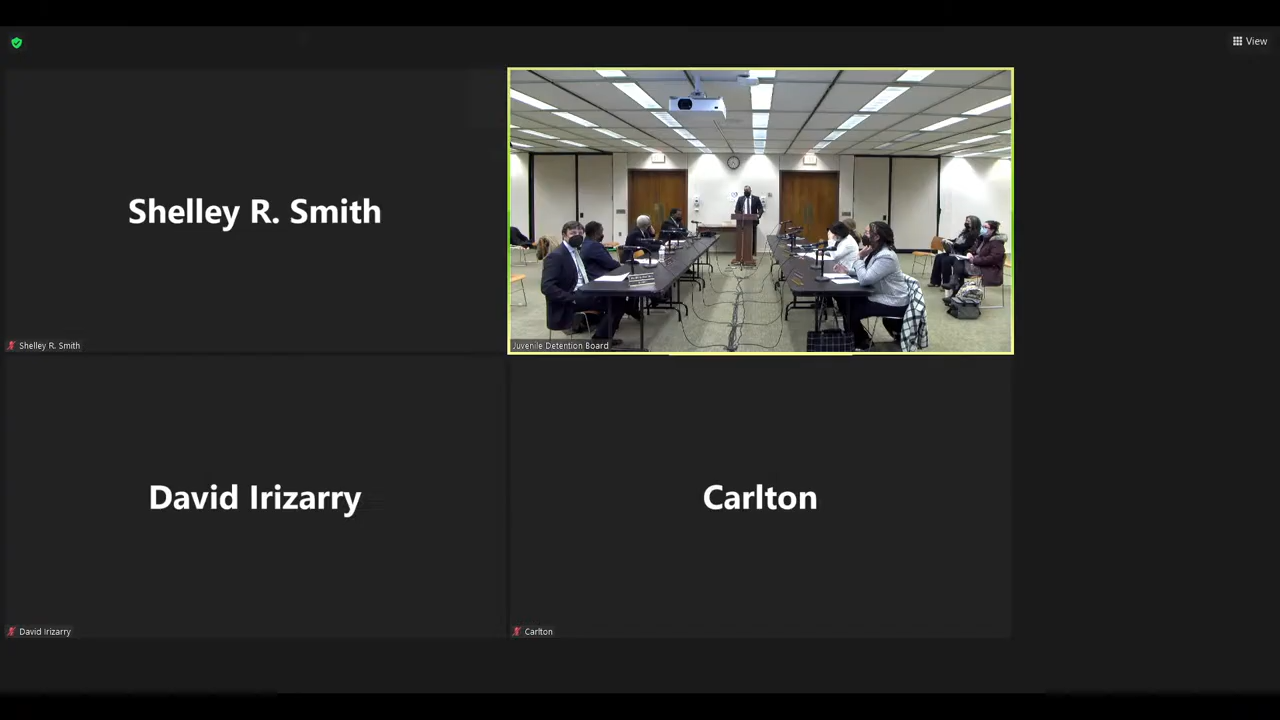 View
Shelley R. Smith
Shelley R. Smith
Juvenile Detention Board
David Irizarry
Carlton
David Irizarry
Carlton